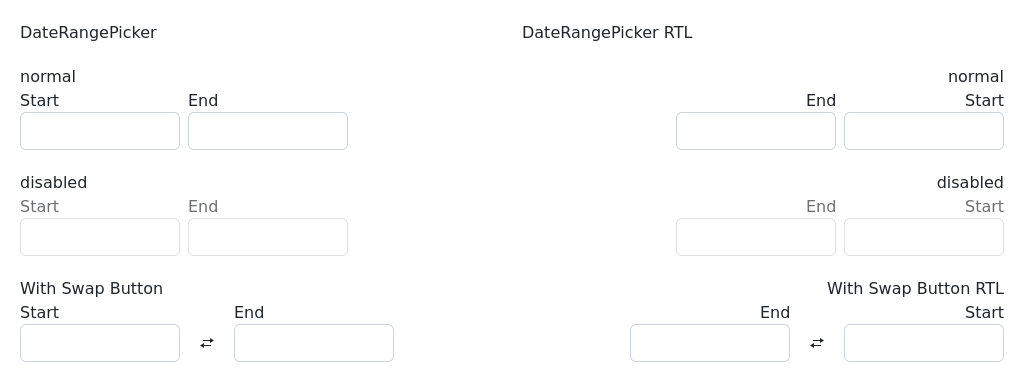 DateRangePicker
normal
Start End
disabled
Start End
With Swap Button
Start End
DateRangePicker RTL
normal
End Start
disabled
End Start
With Swap Button RTL
End Start